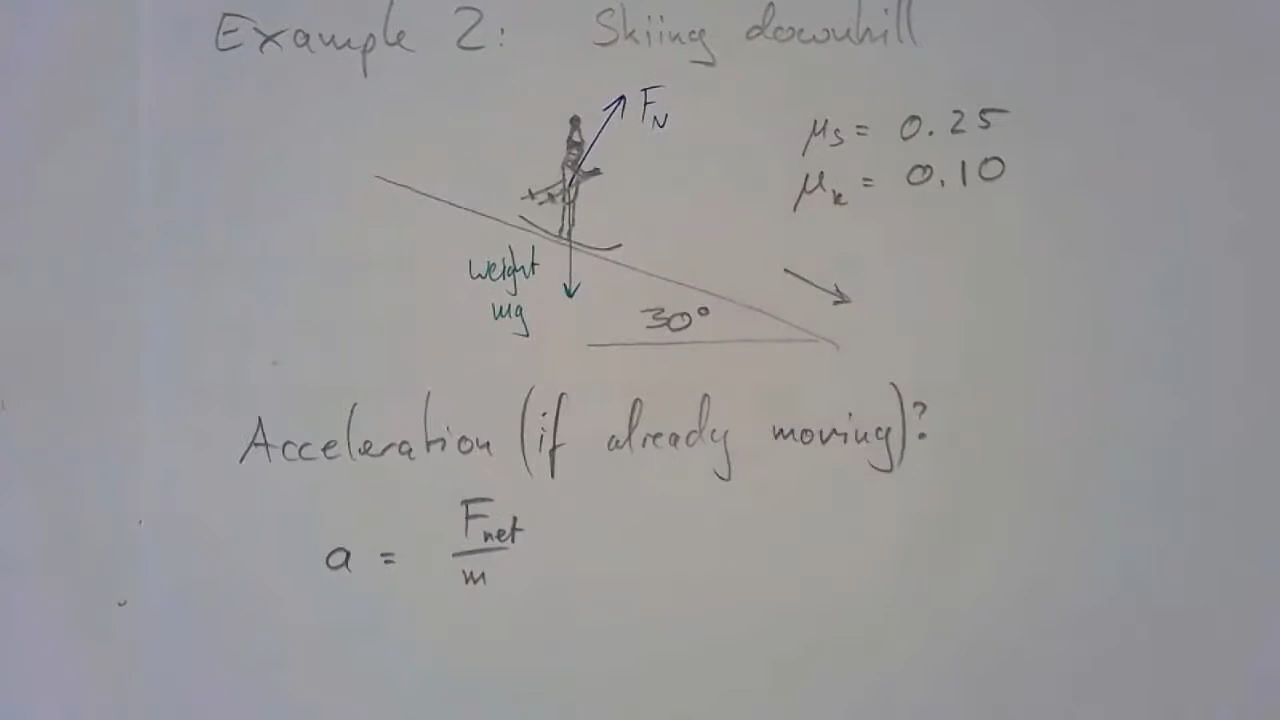 Example 2: Skiing downhill
F_N
μs = 0.25
μk = 0.10
weight
mg
30°
Acceleration (if already moving)?
a = F_net / m